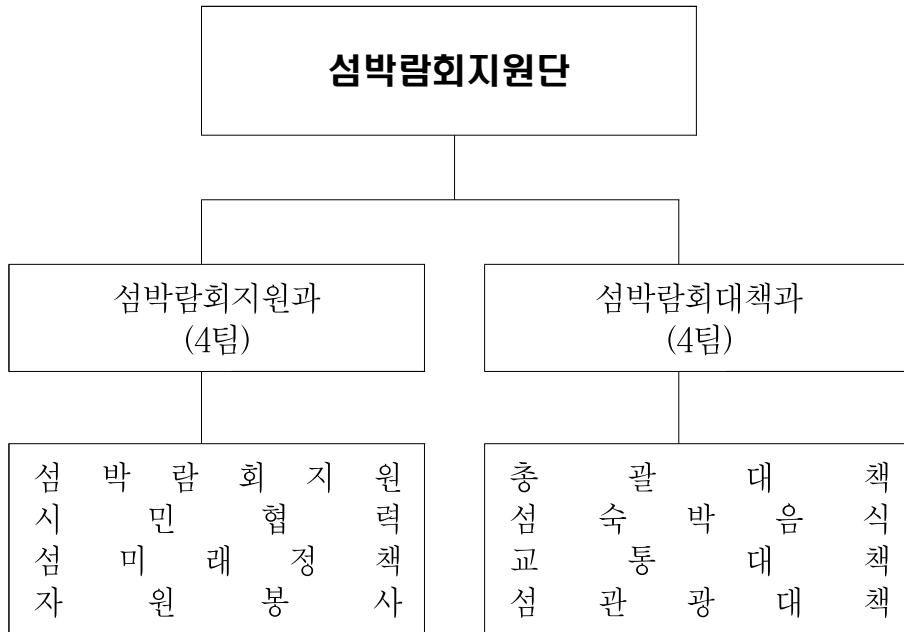 섬박람회지원단
섬박람회지원과
(4팀)
섬박람회대책과
(4팀)
섬박람회지원
시민협력
섬미래정책
자원봉사
총괄대책
섬숙박음식
교통대책
섬관광대책